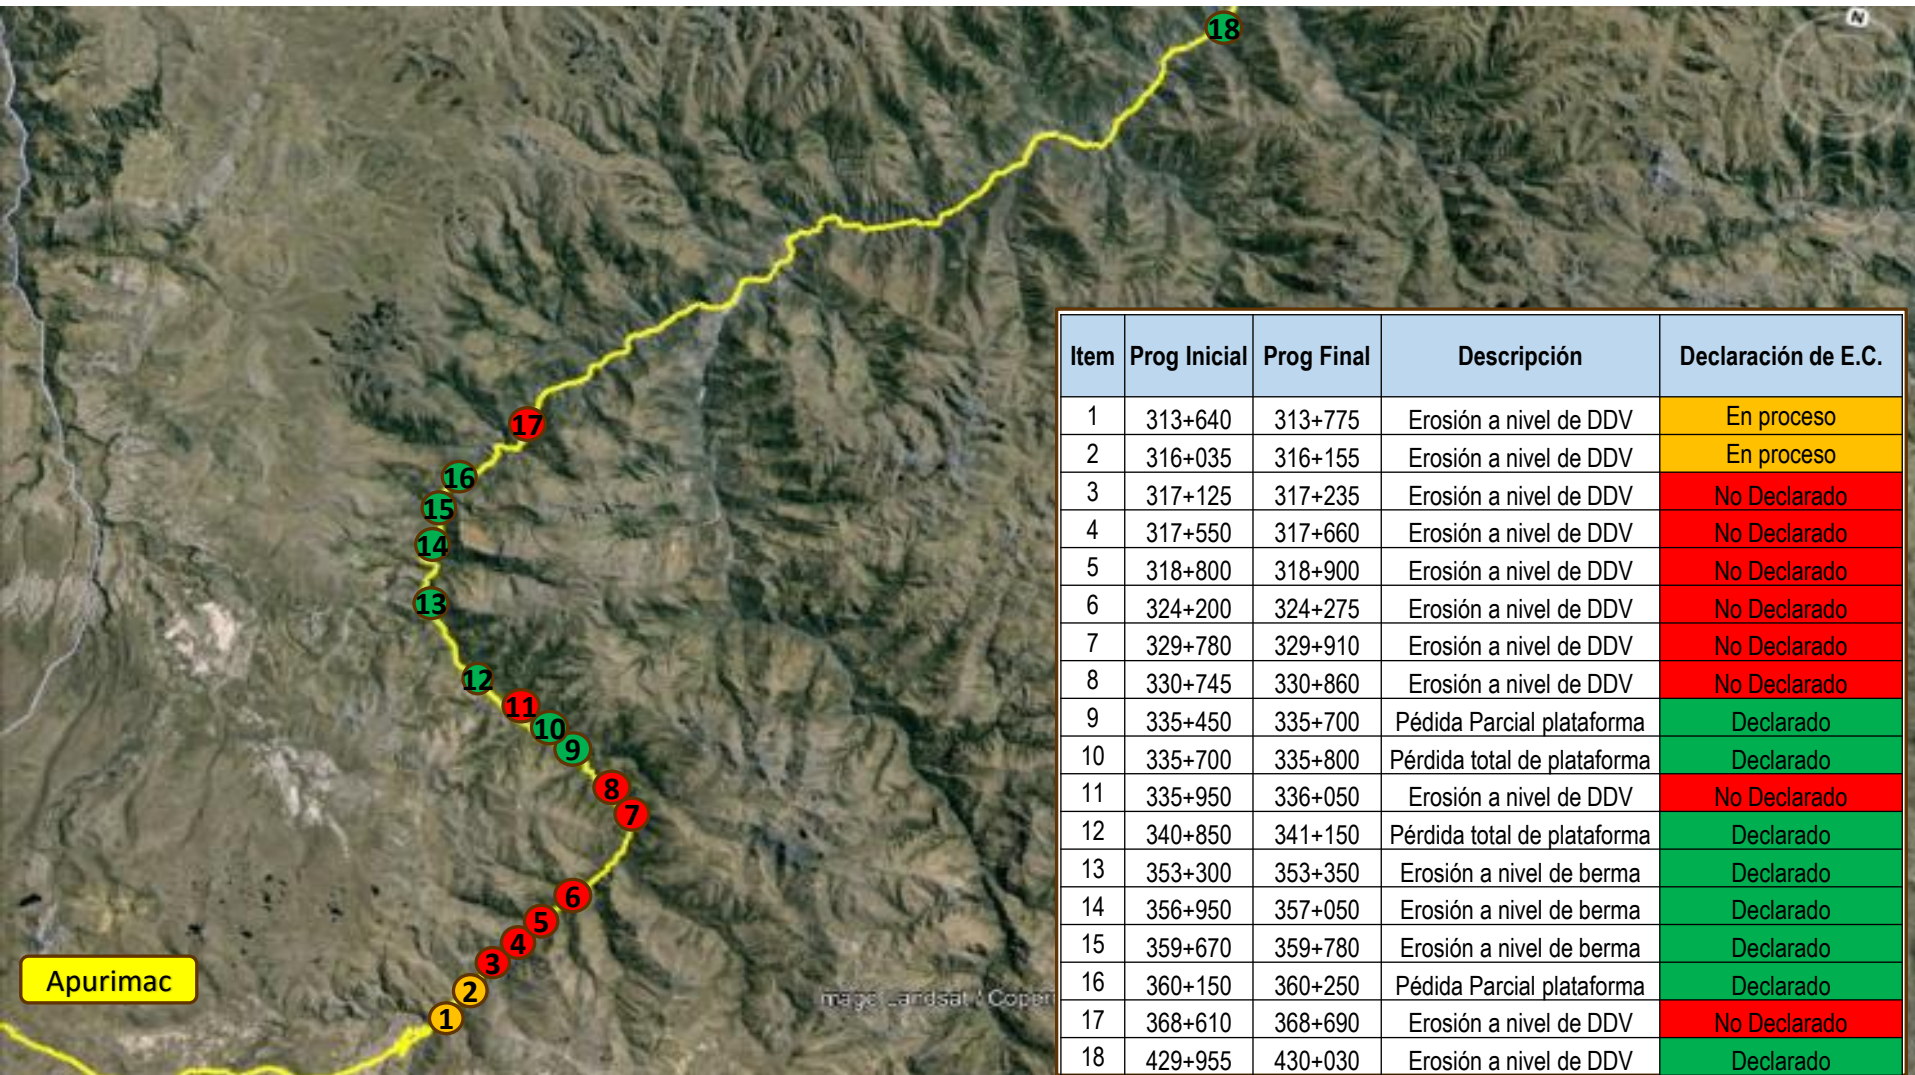 18
N
Item Prog Inicial Prog Final Descripción Declaración de E.C.
1 313+640 313+775 Erosión a nivel de DDV En proceso
2 316+035 316+155 Erosión a nivel de DDV En proceso
3 317+125 317+235 Erosión a nivel de DDV No Declarado
4 317+550 317+660 Erosión a nivel de DDV No Declarado
5 318+800 318+900 Erosión a nivel de DDV No Declarado
6 324+200 324+275 Erosión a nivel de DDV No Declarado
7 329+780 329+910 Erosión a nivel de DDV No Declarado
8 330+745 330+860 Erosión a nivel de DDV No Declarado
9 335+450 335+700 Pédida Parcial plataforma Declarado
10 335+700 335+800 Pérdida total de plataforma Declarado
11 335+950 336+050 Erosión a nivel de DDV No Declarado
12 340+850 341+150 Pérdida total de plataforma Declarado
13 353+300 353+350 Erosión a nivel de berma Declarado
14 356+950 357+050 Erosión a nivel de berma Declarado
15 359+670 359+780 Erosión a nivel de berma Declarado
16 360+150 360+250 Pédida Parcial plataforma Declarado
17 368+610 368+690 Erosión a nivel de DDV No Declarado
18 429+955 430+030 Erosión a nivel de DDV Declarado
17
16
15
14
13
12
11
10
9
8
7
6
5
4
3
2
1
Apurimac